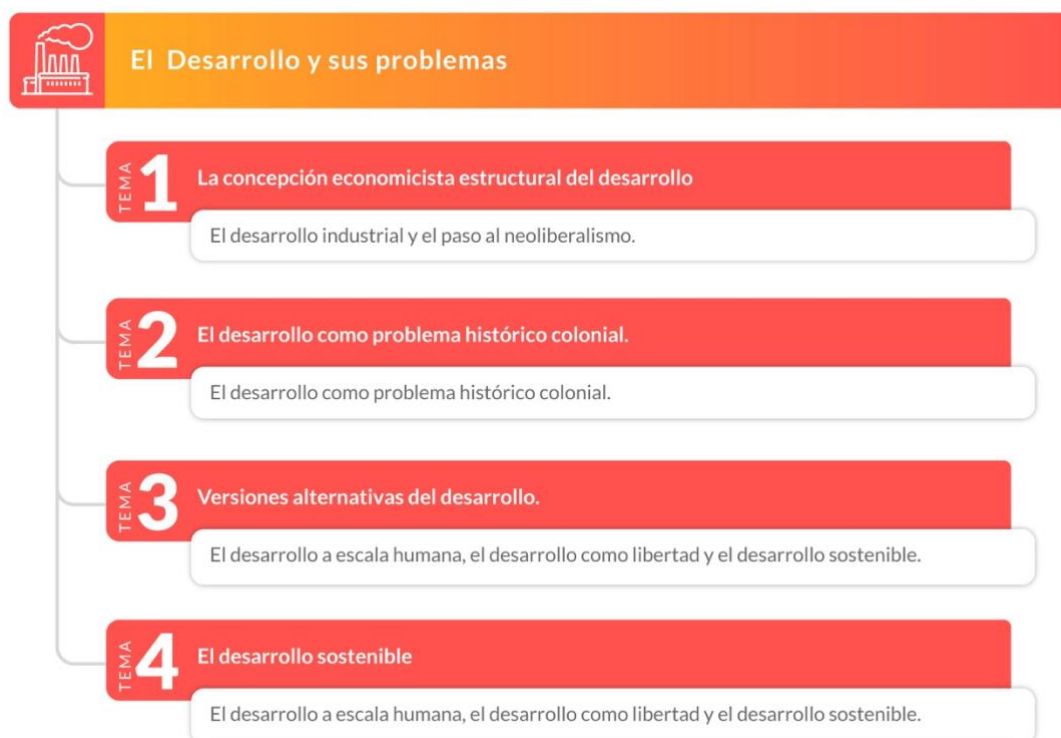 El Desarrollo y sus problemas
TEMA 1
La concepción economicista estructural del desarrollo
El desarrollo industrial y el paso al neoliberalismo.
TEMA 2
El desarrollo como problema histórico colonial.
El desarrollo como problema histórico colonial.
TEMA 3
Versiones alternativas del desarrollo.
El desarrollo a escala humana, el desarrollo como libertad y el desarrollo sostenible.
TEMA 4
El desarrollo sostenible
El desarrollo a escala humana, el desarrollo como libertad y el desarrollo sostenible.